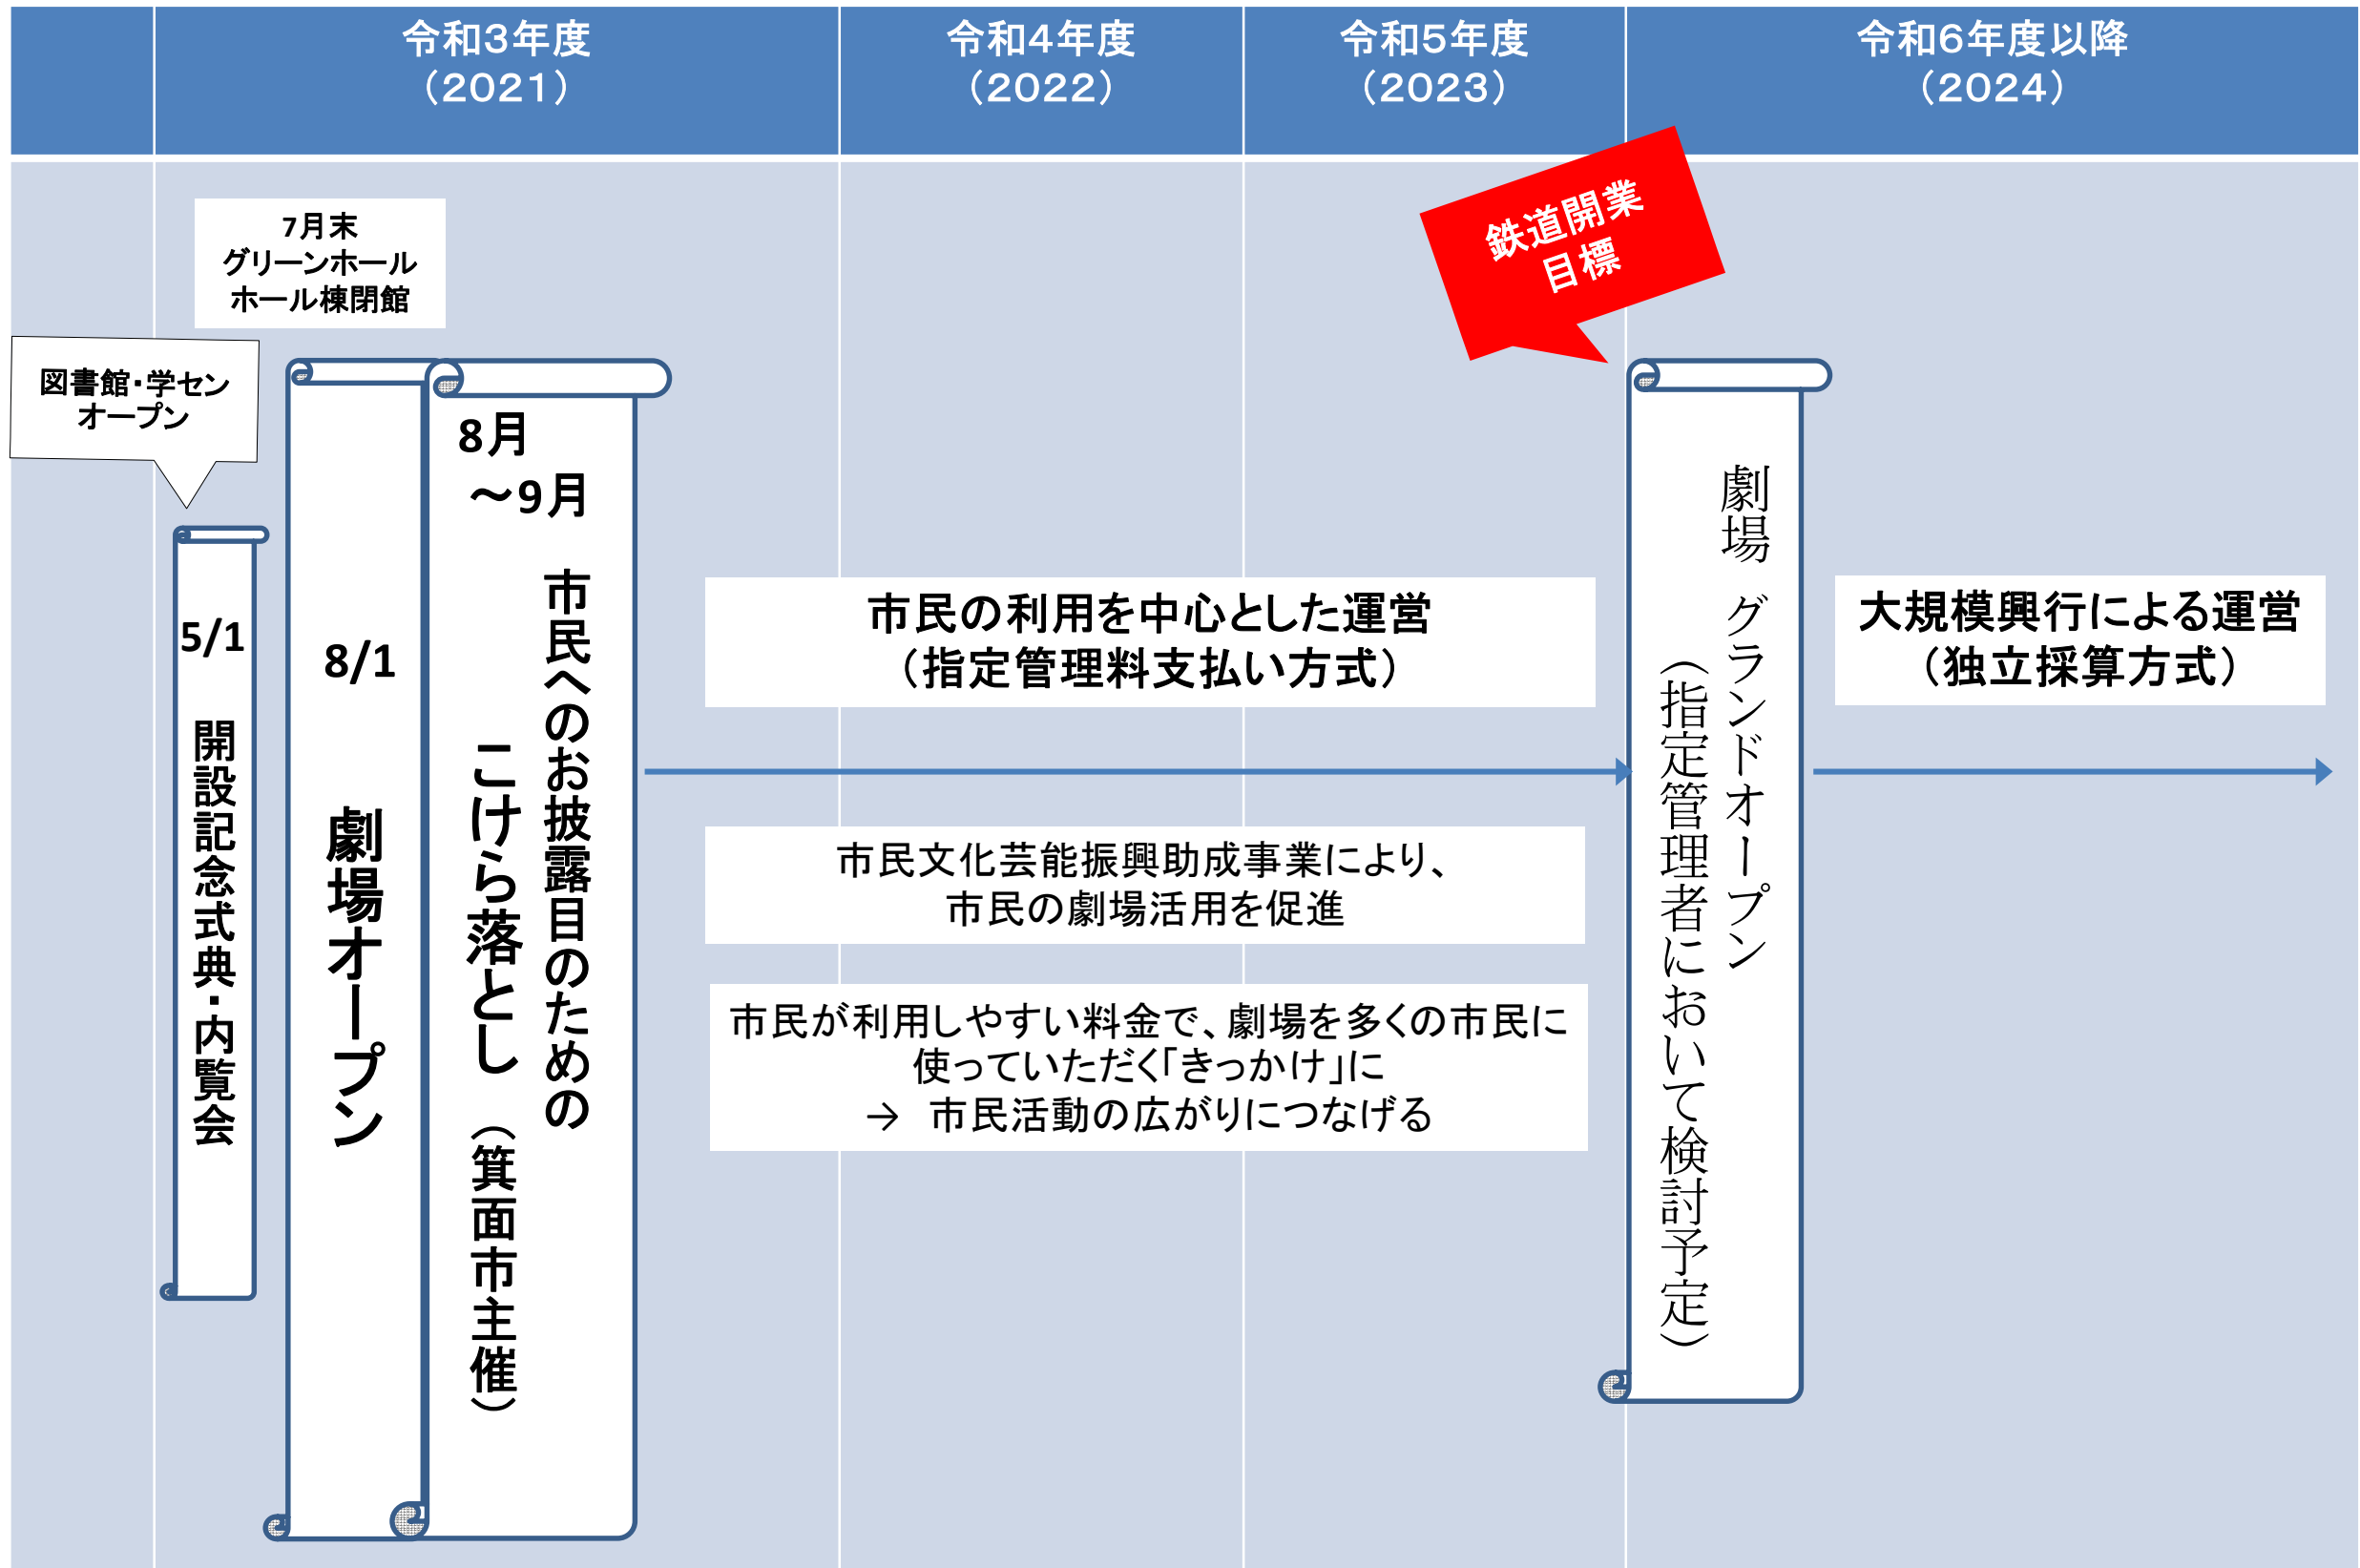 令和3年度
（2021）
令和4年度
（2022）
令和5年度
（2023）
令和6年度以降
（2024）
7月末
グリーンホール
ホール棟閉館
図書館・学セン
オープン
5/1
開設記念式典・内覧会
8/1
劇場オープン
8月
～9月
市民へのお披露目のための
こけら落とし（箕面市主催）
鉄道開業
目標
市民の利用を中心とした運営
（指定管理料支払い方式）
市民文化芸能振興助成事業により、
市民の劇場活用を促進
市民が利用しやすい料金で、劇場を多くの市民に
使っていただく「きっかけ」に
→　市民活動の広がりにつなげる
劇場　グランドオープン
（指定管理者において検討予定）
大規模興行による運営
（独立採算方式）